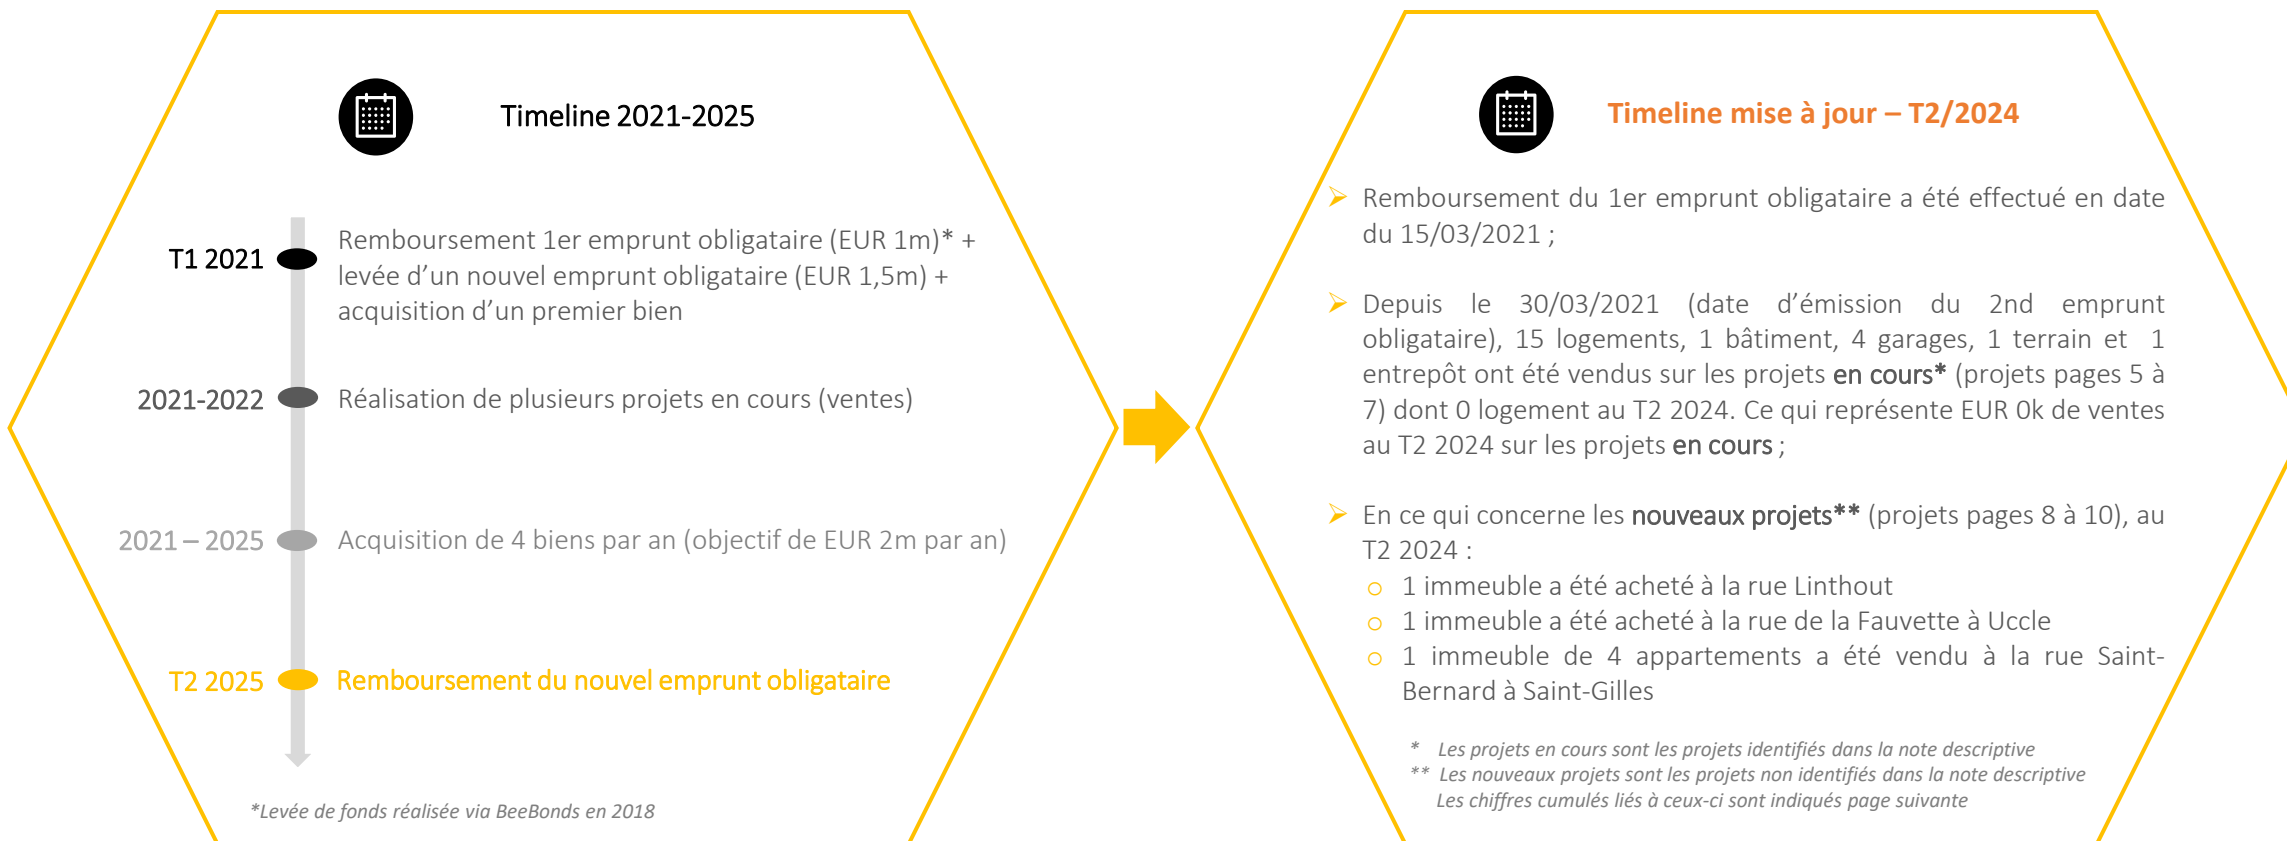 Timeline 2021-2025
T1 2021
Remboursement 1er emprunt obligataire (EUR 1m)* +
levée d’un nouvel emprunt obligataire (EUR 1,5m) +
acquisition d’un premier bien
2021-2022
Réalisation de plusieurs projets en cours (ventes)
2021 – 2025
Acquisition de 4 biens par an (objectif de EUR 2m par an)
T2 2025
Remboursement du nouvel emprunt obligataire
*Levée de fonds réalisée via BeeBonds en 2018
Timeline mise à jour – T2/2024
Remboursement du 1er emprunt obligataire a été effectué en date
du 15/03/2021 ;
Depuis le 30/03/2021 (date d’émission du 2nd emprunt
obligataire), 15 logements, 1 bâtiment, 4 garages, 1 terrain et 1
entrepôt ont été vendus sur les projets en cours* (projets pages 5 à
7) dont 0 logement au T2 2024. Ce qui représente EUR 0k de ventes
au T2 2024 sur les projets en cours ;
En ce qui concerne les nouveaux projets** (projets pages 8 à 10), au
T2 2024 :
o 1 immeuble a été acheté à la rue Linthout
o 1 immeuble a été acheté à la rue de la Fauvette à Uccle
o 1 immeuble de 4 appartements a été vendu à la rue Saint-
Bernard à Saint-Gilles
* Les projets en cours sont les projets identifiés dans la note descriptive
** Les nouveaux projets sont les projets non identifiés dans la note descriptive
Les chiffres cumulés liés à ceux-ci sont indiqués page suivante